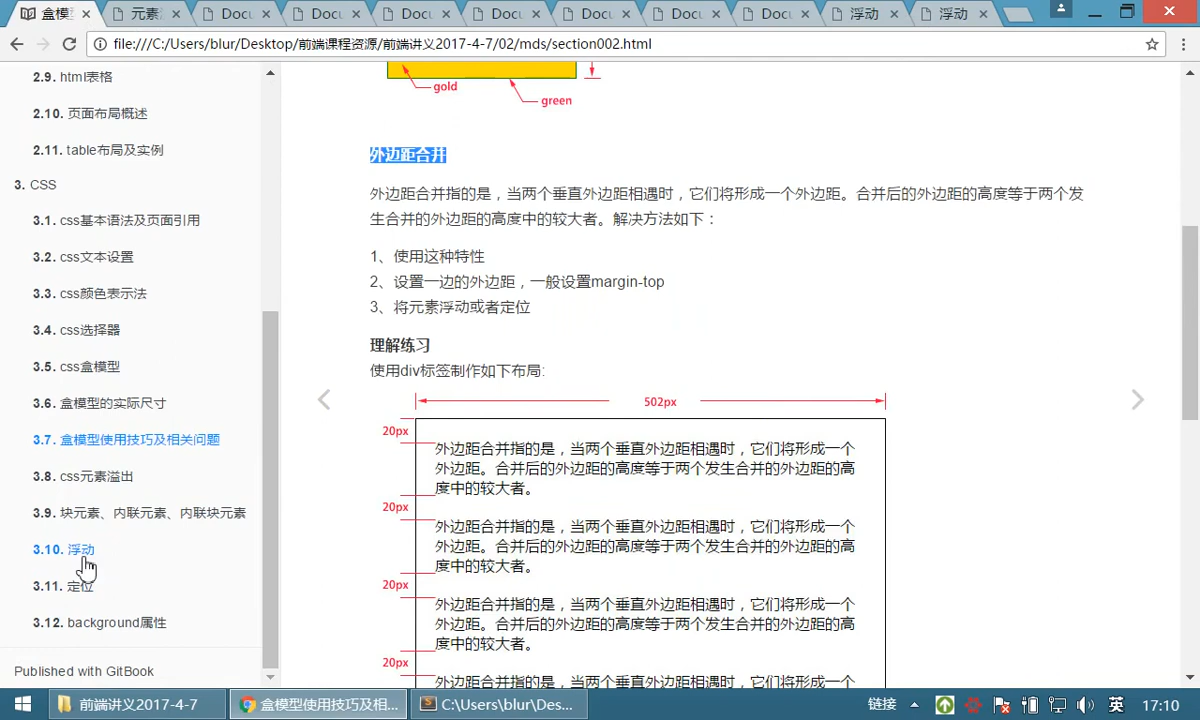 盒模
元素
Docu
Docu
Docu
Docu
Docu
Docu
Docu
浮动
浮动
file:///C:/Users/blur/Desktop/前端课程资源/前端讲义2017-4-7/02/mds/section002.html
2.9. html表格
2.10. 页面布局概述
2.11. table布局及实例
3. CSS
3.1. css基本语法及页面引用
3.2. css文本设置
3.3. css颜色表示法
3.4. css选择器
3.5. css盒模型
3.6. 盒模型的实际尺寸
3.7. 盒模型使用技巧及相关问题
3.8. css元素溢出
3.9. 块元素、内联元素、内联块元素
3.10. 浮动
3.11. 定位
3.12. background属性
Published with GitBook
gold
green
外边距合并
外边距合并指的是，当两个垂直外边距相遇时，它们将形成一个外边距。合并后的外边距的高度等于两个发
生合并的外边距的高度中的较大者。解决方法如下：
1、使用这种特性
2、设置一边的外边距，一般设置margin-top
3、将元素浮动或者定位
理解练习
使用div标签制作如下布局:
502px
20px
外边距合并指的是，当两个垂直外边距相遇时，它们将形成一个
外边距。合并后的外边距的高度等于两个发生合并的外边距的高
度中的较大者。
20px
外边距合并指的是，当两个垂直外边距相遇时，它们将形成一个
外边距。合并后的外边距的高度等于两个发生合并的外边距的高
度中的较大者。
20px
外边距合并指的是，当两个垂直外边距相遇时，它们将形成一个
外边距。合并后的外边距的高度等于两个发生合并的外边距的高
度中的较大者。
20px
外边距合并指的是，当两个垂直外边距相遇时，它们将形成一个
前端讲义2017-4-7
盒模型使用技巧及相...
C:\Users\blur\Des...
链接
英
17:10